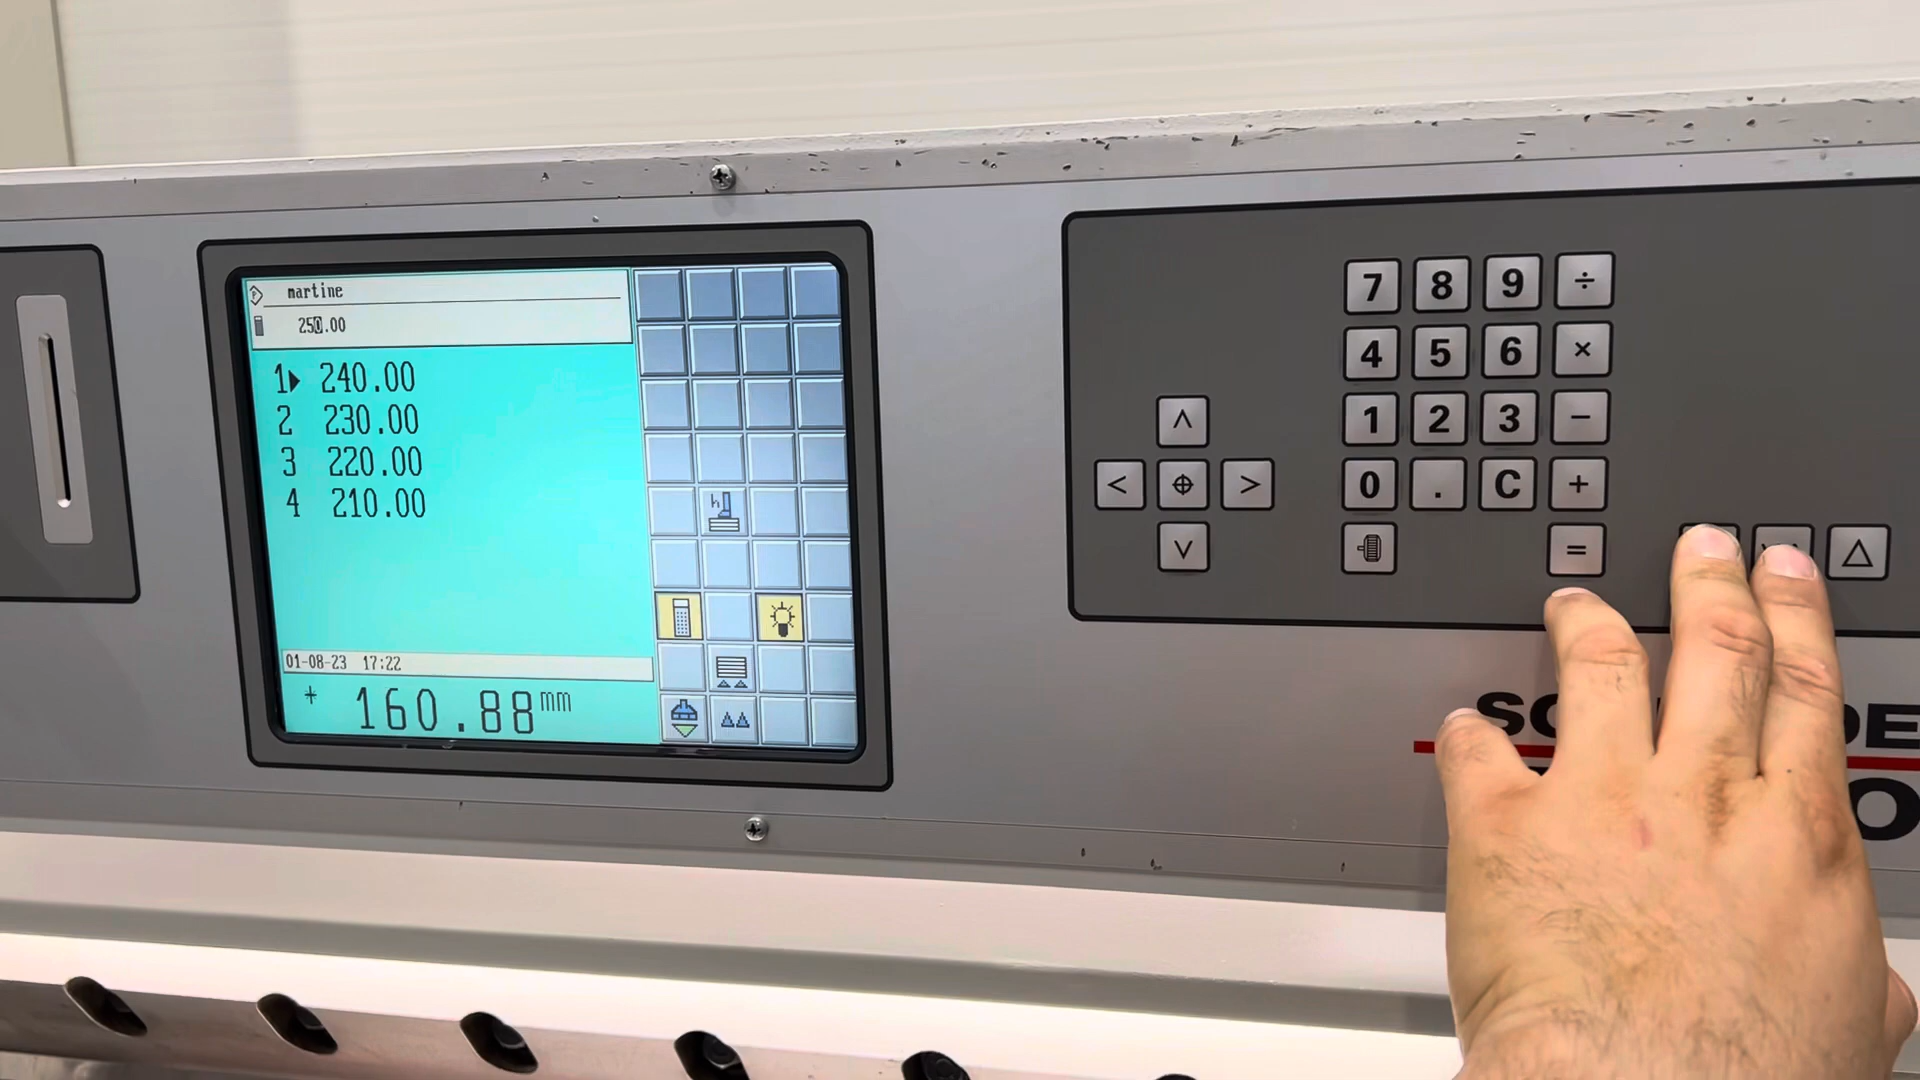 martine
250.00
1 240.00
2 230.00
3 220.00
4 210.00
01-08-23 17:22
+ 160.88 mm
h
7 8 9 ÷
4 5 6 ×
1 2 3 −
0 . C +
=